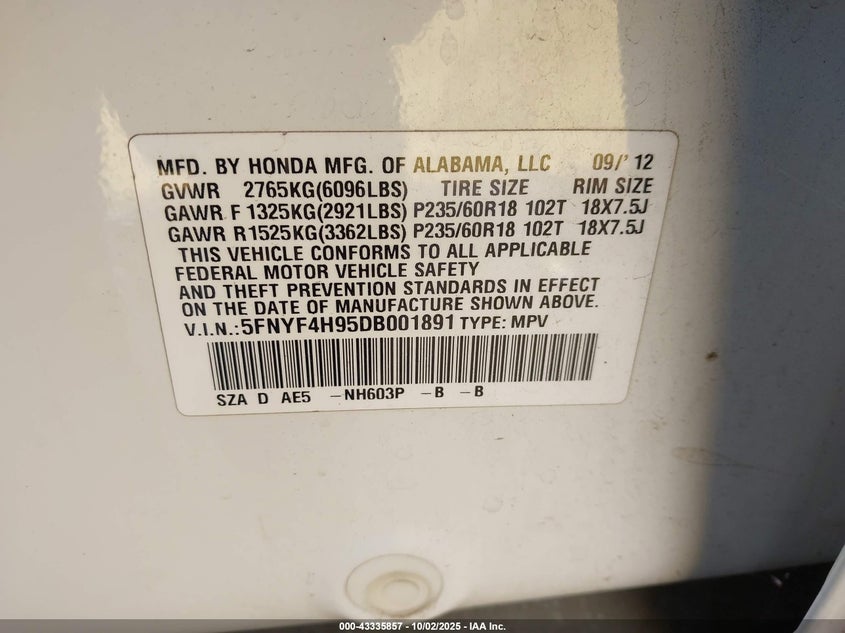 MFD. BY HONDA MFG. OF ALABAMA, LLC 09/' 12
GVWR 2765KG(6096LBS) TIRE SIZE RIM SIZE
GAWR F 1325KG(2921LBS) P235/60R18 102T 18X7.5J
GAWR R1525KG(3362LBS) P235/60R18 102T 18X7.5J
THIS VEHICLE CONFORMS TO ALL APPLICABLE
FEDERAL MOTOR VEHICLE SAFETY
AND THEFT PREVENTION STANDARDS IN EFFECT
ON THE DATE OF MANUFACTURE SHOWN ABOVE.
V.I.N.:5FNYF4H95DB001891 TYPE: MPV
SZA D AE5 -NH603P -B -B
000-43335857 - 10/02/2025 - IAA Inc.